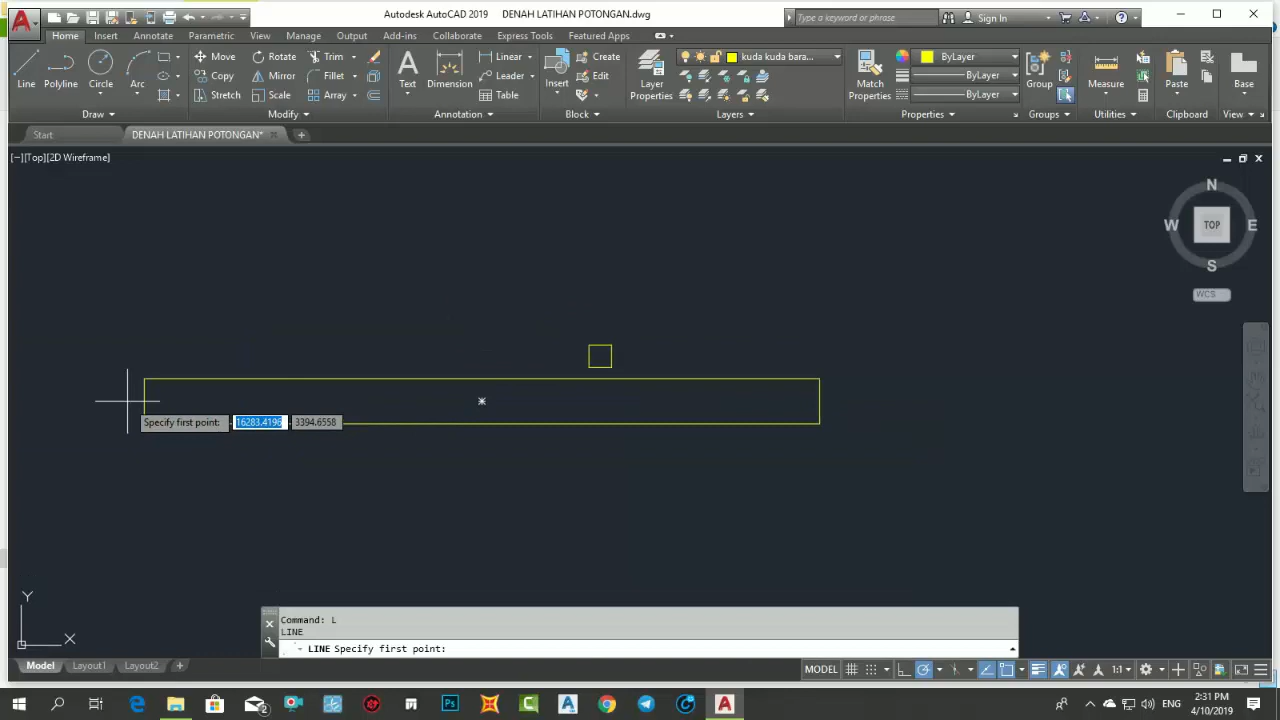 Autodesk AutoCAD 2019 DENAH LATIHAN POTONGAN.dwg
Type a keyword or phrase
Sign In
Home Insert Annotate Parametric View Manage Output Add-ins Collaborate Express Tools Featured Apps
Line Polyline Circle Arc
Move Rotate Trim
Copy Mirror Fillet
Stretch Scale Array
Text Dimension
Linear
Leader
Table
Insert
Create
Edit
Layer Properties
kuda kuda bara...
Match Properties
ByLayer
ByLayer
ByLayer
Group
Measure
Paste
Base
Draw Modify Annotation Block Layers Properties Groups Utilities Clipboard View
Start DENAH LATIHAN POTONGAN*
[−][Top][2D Wireframe]
N
W TOP E
S
WCS
Specify first point: 16283.4196 3394.6558
Y
X
Command: L
LINE
LINE Specify first point:
Model Layout1 Layout2
MODEL 1:1
2:31 PM
ENG
4/10/2019